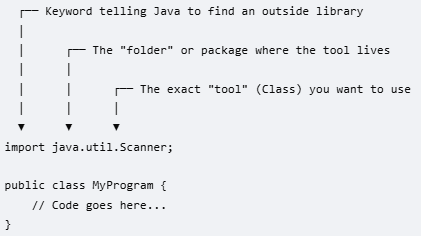 Keyword telling Java to find an outside library
The "folder" or package where the tool lives
The exact "tool" (Class) you want to use
import java.util.Scanner;
public class MyProgram {
// Code goes here...
}